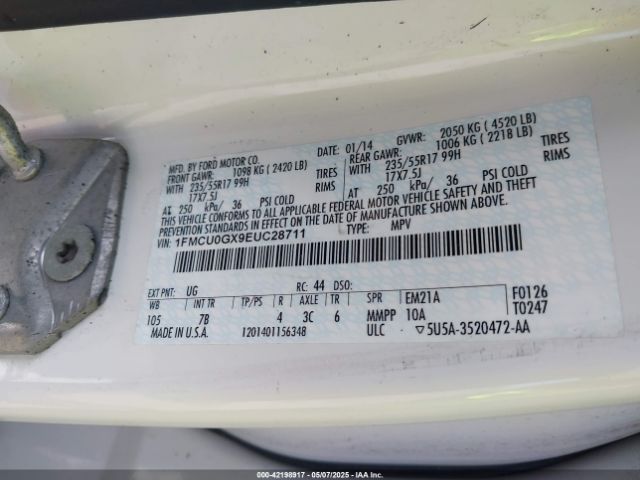 MFD. BY FORD MOTOR CO.
DATE: 01/14 GVWR: 2050 KG ( 4520 LB)
FRONT GAWR: 1098 KG ( 2420 LB)
REAR GAWR: 1006 KG ( 2218 LB)
WITH 235/55R17 99H TIRES
WITH 235/55R17 99H TIRES
17X7.5J RIMS
17X7.5J RIMS
AT 250 kPa/ 36 PSI COLD
AT 250 kPa/ 36 PSI COLD
THIS VEHICLE CONFORMS TO ALL APPLICABLE FEDERAL MOTOR VEHICLE SAFETY AND THEFT
PREVENTION STANDARDS IN EFFECT ON THE DATE OF MANUFACTURE SHOWN ABOVE.
VIN: 1FMCU0GX9EUC28711 TYPE: MPV
EXT PNT: UG RC: 44 DSO:
WB INT TR TP/PS R AXLE TR SPR EM21A F0126
105 7B 4 3C 6 MMPP 10A T0247
MADE IN U.S.A. 1201401156348 ULC ▽5U5A-3520472-AA
000-42198917 — 05/07/2025 — IAAI, Inc.